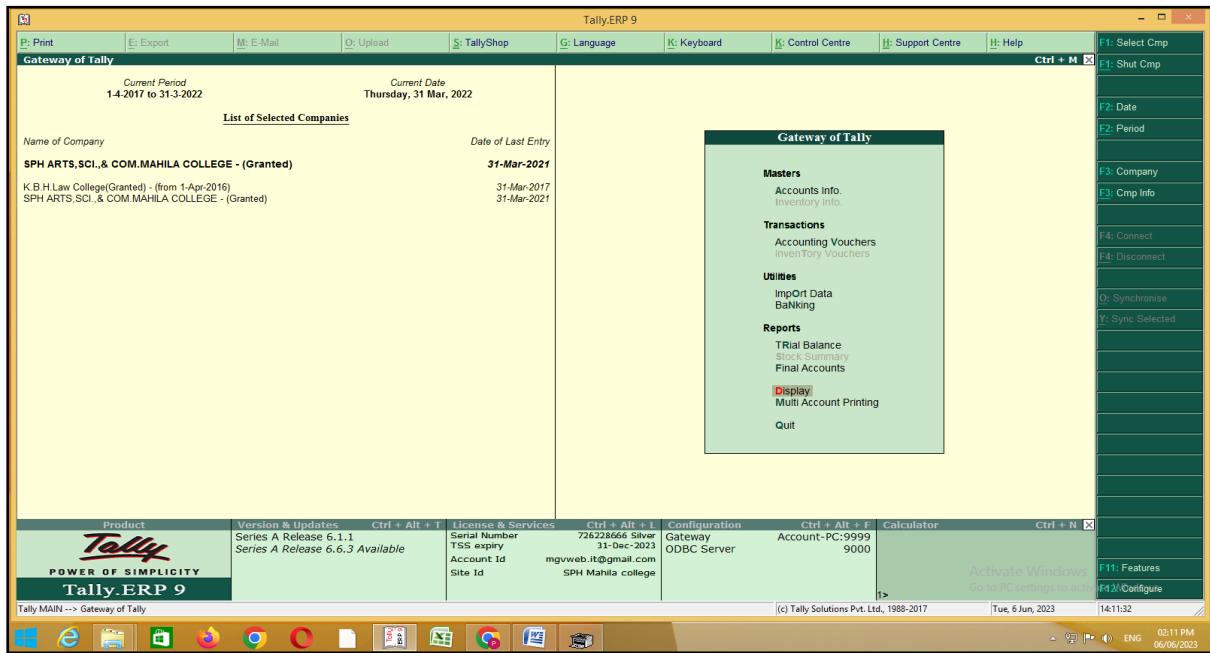 Tally.ERP 9
P: Print E: Export M: E-Mail O: Upload S: TallyShop G: Language K: Keyboard K: Control Centre H: Support Centre H: Help
Gateway of Tally Ctrl + M
Current Period Current Date
1-4-2017 to 31-3-2022 Thursday, 31 Mar, 2022
List of Selected Companies
Name of Company Date of Last Entry
SPH ARTS,SCI.,& COM.MAHILA COLLEGE - (Granted) 31-Mar-2021
K.B.H.Law College(Granted) - (from 1-Apr-2016) 31-Mar-2017
SPH ARTS,SCI.,& COM.MAHILA COLLEGE - (Granted) 31-Mar-2021
Gateway of Tally
Masters
Accounts Info.
Inventory Info.
Transactions
Accounting Vouchers
InvenTory Vouchers
Utilities
ImpOrt Data
BaNking
Reports
TRial Balance
Stock Summary
Final Accounts
Display
Multi Account Printing
Quit
F1: Select Cmp
F1: Shut Cmp
F2: Date
F2: Period
F3: Company
F3: Cmp Info
F4: Connect
F4: Disconnect
O: Synchronise
Y: Sync Selected
F11: Features
F12: Configure
Product
Tally
POWER OF SIMPLICITY
Tally.ERP 9
Version & Updates Ctrl + Alt + T
Series A Release 6.1.1
Series A Release 6.6.3 Available
License & Services Ctrl + Alt + L
Serial Number 726228666 Silver
TSS expiry 31-Dec-2023
Account Id mgvweb.it@gmail.com
Site Id SPH Mahila college
Configuration Ctrl + Alt + F
Gateway Account-PC:9999
ODBC Server 9000
Calculator Ctrl + N
1>
Activate Windows
Go to PC settings to activ
Tally MAIN --> Gateway of Tally (c) Tally Solutions Pvt. Ltd., 1988-2017 Tue, 6 Jun, 2023 14:11:32
ENG 02:11 PM
06/06/2023